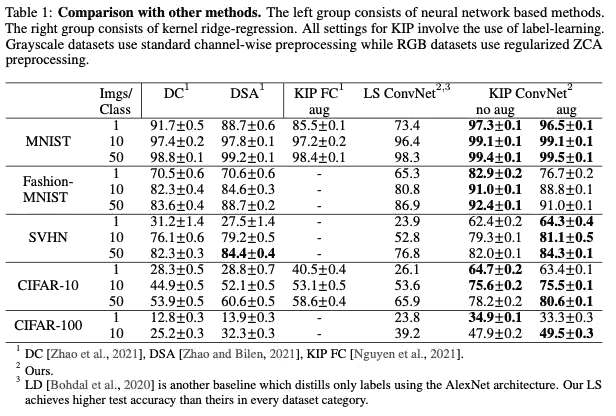 Table 1: Comparison with other methods. The left group consists of neural network based methods.
The right group consists of kernel ridge-regression. All settings for KIP involve the use of label-learning.
Grayscale datasets use standard channel-wise preprocessing while RGB datasets use regularized ZCA
preprocessing.
Imgs/ DC¹ DSA¹ KIP FC¹ LS ConvNet²,³ KIP ConvNet²
Class aug no aug aug
1 91.7±0.5 88.7±0.6 85.5±0.1 73.4 97.3±0.1 96.5±0.1
MNIST 10 97.4±0.2 97.8±0.1 97.2±0.2 96.4 99.1±0.1 99.1±0.1
50 98.8±0.1 99.2±0.1 98.4±0.1 98.3 99.4±0.1 99.5±0.1
1 70.5±0.6 70.6±0.6 - 65.3 82.9±0.2 76.7±0.2
Fashion- 10 82.3±0.4 84.6±0.3 - 80.8 91.0±0.1 88.8±0.1
MNIST 50 83.6±0.4 88.7±0.2 - 86.9 92.4±0.1 91.0±0.1
1 31.2±1.4 27.5±1.4 - 23.9 62.4±0.2 64.3±0.4
SVHN 10 76.1±0.6 79.2±0.5 - 52.8 79.3±0.1 81.1±0.5
50 82.3±0.3 84.4±0.4 - 76.8 82.0±0.1 84.3±0.1
1 28.3±0.5 28.8±0.7 40.5±0.4 26.1 64.7±0.2 63.4±0.1
CIFAR-10 10 44.9±0.5 52.1±0.5 53.1±0.5 53.6 75.6±0.2 75.5±0.1
50 53.9±0.5 60.6±0.5 58.6±0.4 65.9 78.2±0.2 80.6±0.1
CIFAR-100 1 12.8±0.3 13.9±0.3 - 23.8 34.9±0.1 33.3±0.3
10 25.2±0.3 32.3±0.3 - 39.2 47.9±0.2 49.5±0.3
¹ DC [Zhao et al., 2021], DSA [Zhao and Bilen, 2021], KIP FC [Nguyen et al., 2021].
² Ours.
³ LD [Bohdal et al., 2020] is another baseline which distills only labels using the AlexNet architecture. Our LS
achieves higher test accuracy than theirs in every dataset category.